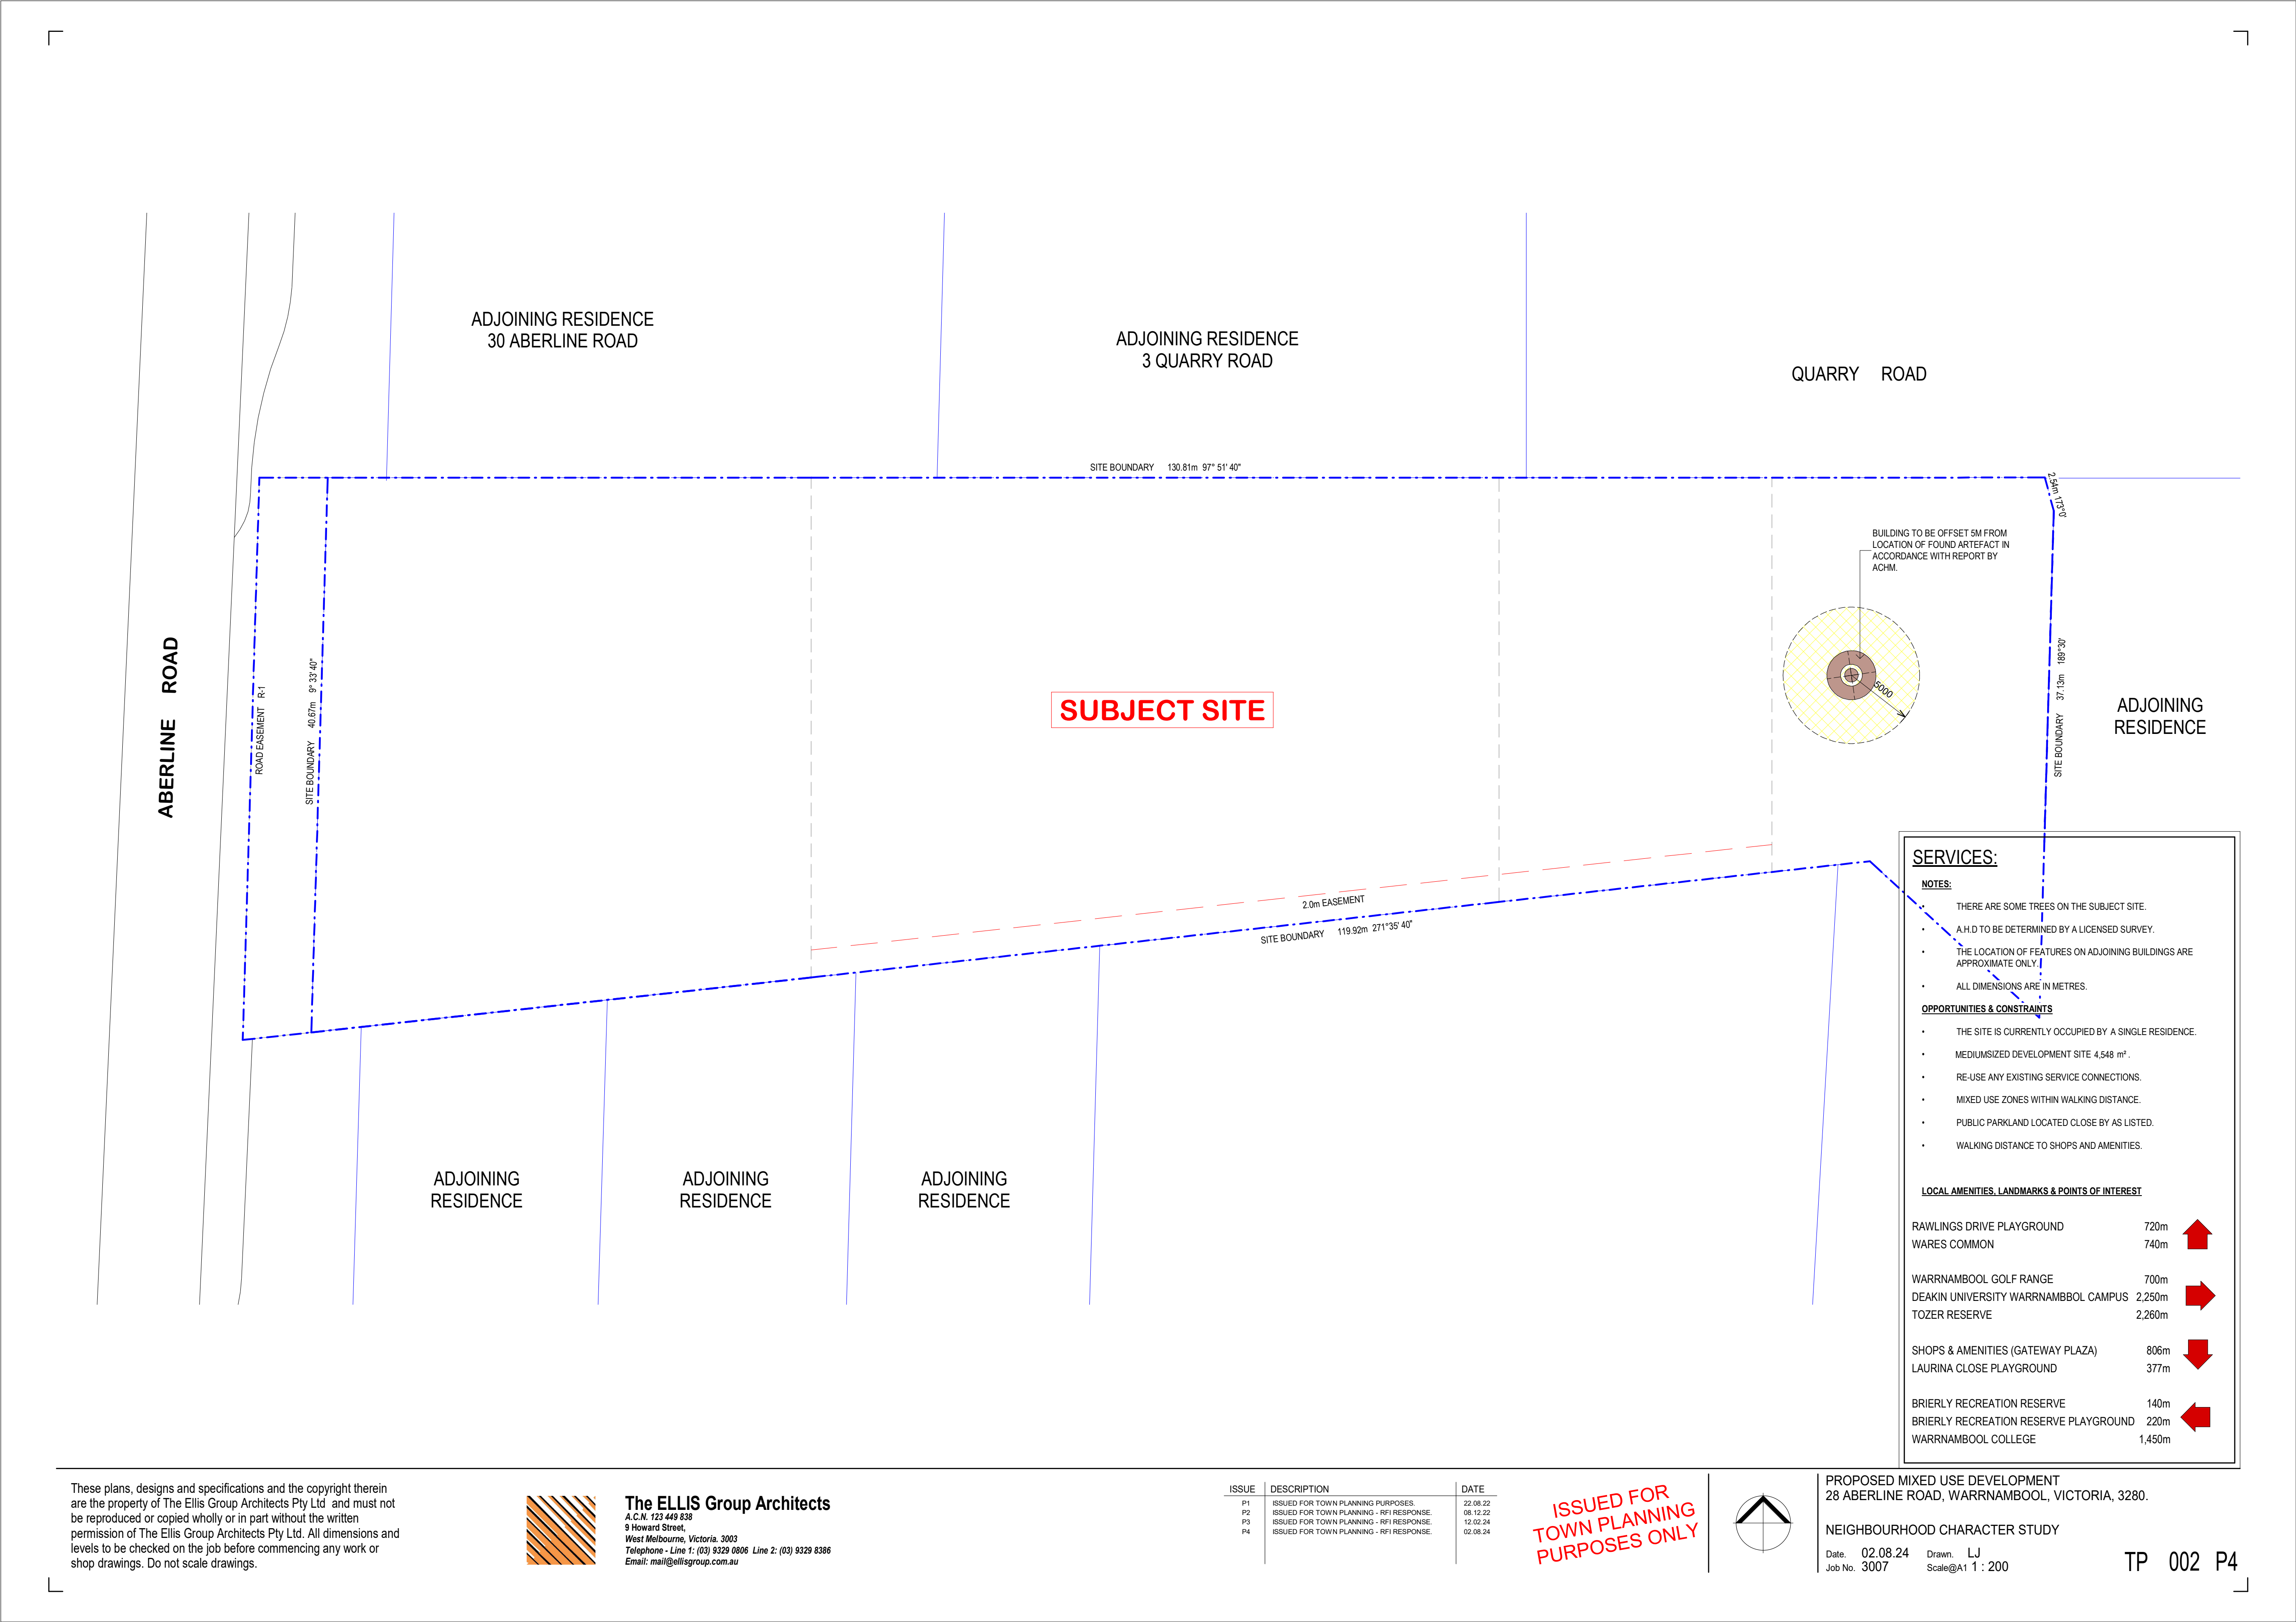 ADJOINING RESIDENCE
30 ABERLINE ROAD
ADJOINING RESIDENCE
3 QUARRY ROAD
QUARRY ROAD
SITE BOUNDARY 130.81m 97° 51' 40"
2.54m 173°0'
BUILDING TO BE OFFSET 5M FROM
LOCATION OF FOUND ARTEFACT IN
ACCORDANCE WITH REPORT BY
ACHM.
5000
ABERLINE ROAD
ROAD EASEMENT R-1
SITE BOUNDARY 40.67m 9° 33' 40"
SUBJECT SITE
SITE BOUNDARY 37.13m 189°30'
ADJOINING
RESIDENCE
2.0m EASEMENT
SITE BOUNDARY 119.92m 271°35' 40"
ADJOINING
RESIDENCE
ADJOINING
RESIDENCE
ADJOINING
RESIDENCE
SERVICES:
NOTES:
• THERE ARE SOME TREES ON THE SUBJECT SITE.
• A.H.D TO BE DETERMINED BY A LICENSED SURVEY.
• THE LOCATION OF FEATURES ON ADJOINING BUILDINGS ARE
APPROXIMATE ONLY.
• ALL DIMENSIONS ARE IN METRES.
OPPORTUNITIES & CONSTRAINTS
• THE SITE IS CURRENTLY OCCUPIED BY A SINGLE RESIDENCE.
• MEDIUMSIZED DEVELOPMENT SITE 4,548 m² .
• RE-USE ANY EXISTING SERVICE CONNECTIONS.
• MIXED USE ZONES WITHIN WALKING DISTANCE.
• PUBLIC PARKLAND LOCATED CLOSE BY AS LISTED.
• WALKING DISTANCE TO SHOPS AND AMENITIES.
LOCAL AMENITIES, LANDMARKS & POINTS OF INTEREST
RAWLINGS DRIVE PLAYGROUND 720m
WARES COMMON 740m
WARRNAMBOOL GOLF RANGE 700m
DEAKIN UNIVERSITY WARRNAMBBOL CAMPUS 2,250m
TOZER RESERVE 2,260m
SHOPS & AMENITIES (GATEWAY PLAZA) 806m
LAURINA CLOSE PLAYGROUND 377m
BRIERLY RECREATION RESERVE 140m
BRIERLY RECREATION RESERVE PLAYGROUND 220m
WARRNAMBOOL COLLEGE 1,450m
These plans, designs and specifications and the copyright therein
are the property of The Ellis Group Architects Pty Ltd and must not
be reproduced or copied wholly or in part without the written
permission of The Ellis Group Architects Pty Ltd. All dimensions and
levels to be checked on the job before commencing any work or
shop drawings. Do not scale drawings.
The ELLIS Group Architects
A.C.N. 123 449 838
9 Howard Street,
West Melbourne, Victoria. 3003
Telephone - Line 1: (03) 9329 0806 Line 2: (03) 9329 8386
Email: mail@ellisgroup.com.au
ISSUE DESCRIPTION DATE
P1 ISSUED FOR TOWN PLANNING PURPOSES. 22.08.22
P2 ISSUED FOR TOWN PLANNING - RFI RESPONSE. 08.12.22
P3 ISSUED FOR TOWN PLANNING - RFI RESPONSE. 12.02.24
P4 ISSUED FOR TOWN PLANNING - RFI RESPONSE. 02.08.24
ISSUED FOR
TOWN PLANNING
PURPOSES ONLY
PROPOSED MIXED USE DEVELOPMENT
28 ABERLINE ROAD, WARRNAMBOOL, VICTORIA, 3280.
NEIGHBOURHOOD CHARACTER STUDY
Date. 02.08.24 Drawn. LJ
Job No. 3007 Scale@A1 1 : 200
TP 002 P4